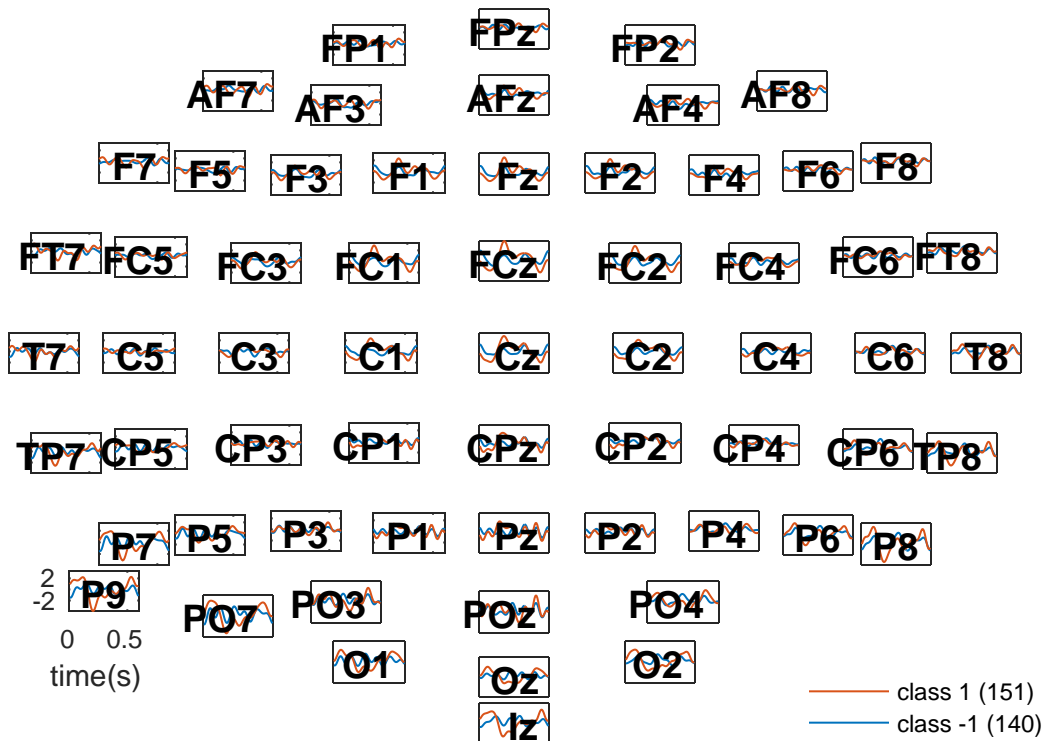 FP1 FPz FP2
AF7 AF3 AFz AF4 AF8
F7 F5 F3 F1 Fz F2 F4 F6 F8
FT7 FC5 FC3 FC1 FCz FC2 FC4 FC6 FT8
T7 C5 C3 C1 Cz C2 C4 C6 T8
TP7 CP5 CP3 CP1 CPz CP2 CP4 CP6 TP8
P7 P5 P3 P1 Pz P2 P4 P6 P8
2
-2
P9
PO7 PO3 POz PO4
0 0.5
time(s)
O1 Oz O2
Iz
class 1 (151)
class -1 (140)